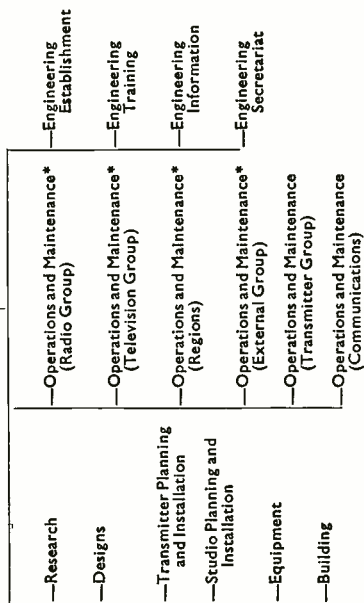 Research
Designs
Transmitter Planning
and Installation
Studio Planning and
Installation
Equipment
Building
Operations and Maintenance*
(Radio Group)
Operations and Maintenance*
(Television Group)
Operations and Maintenance*
(Regions)
Operations and Maintenance*
(External Group)
Operations and Maintenance
(Transmitter Group)
Operations and Maintenance
(Communications)
Engineering
Establishment
Engineering
Training
Engineering
Information
Engineering
Secretariat